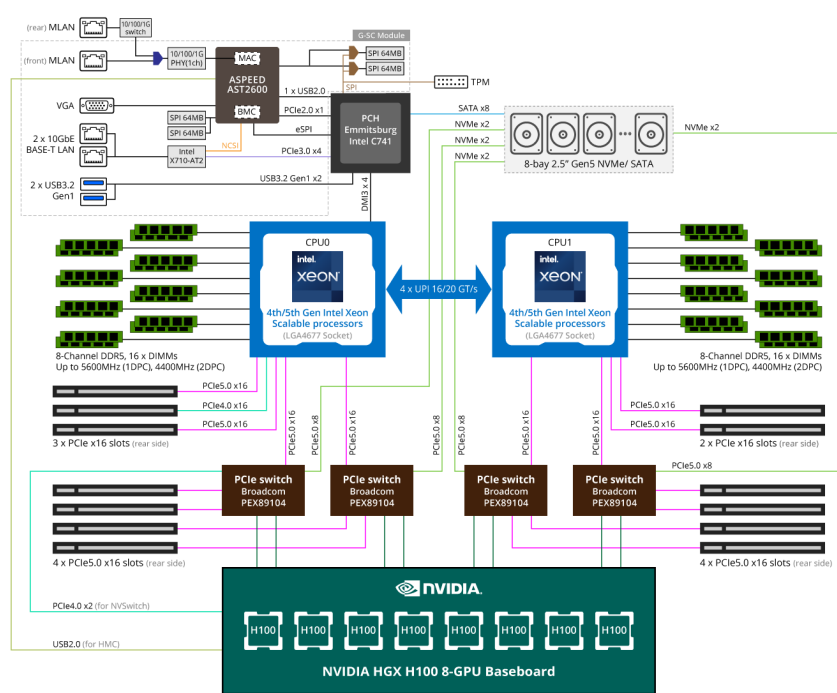 (rear) MLAN
10/100/1G
switch
(front) MLAN
10/100/1G
PHY(1ch)
MAC
ASPEED
AST2600
BMC
G-SC Module
SPI 64MB
SPI 64MB
SPI
TPM
1 x USB2.0
VGA
SPI 64MB
SPI 64MB
PCIe2.0 x1
eSPI
PCH
Emmitsburg
Intel C741
2 x 10GbE
BASE-T LAN
Intel
X710-AT2
NCSI
PCIe3.0 x4
2 x USB3.2
Gen1
USB3.2 Gen1 x2
DMI3 x 4
SATA x8
NVMe x2
NVMe x2
NVMe x2
NVMe x2
8-bay 2.5” Gen5 NVMe/ SATA
CPU0
intel.
xeon
4th/5th Gen Intel Xeon
Scalable processors
(LGA4677 Socket)
4 x UPI 16/20 GT/s
CPU1
intel.
xeon
4th/5th Gen Intel Xeon
Scalable processors
(LGA4677 Socket)
8-Channel DDR5, 16 x DIMMs
Up to 5600MHz (1DPC), 4400MHz (2DPC)
8-Channel DDR5, 16 x DIMMs
Up to 5600MHz (1DPC), 4400MHz (2DPC)
PCIe5.0 x16
PCIe4.0 x16
PCIe5.0 x16
3 x PCIe x16 slots (rear side)
PCIe5.0 x16
PCIe5.0 x8
PCIe5.0 x16
PCIe5.0 x8
PCIe5.0 x8
PCIe5.0 x16
PCIe5.0 x16
PCIe5.0 x16
PCIe5.0 x16
2 x PCIe x16 slots (rear side)
PCIe5.0 x8
PCIe switch
Broadcom
PEX89104
PCIe switch
Broadcom
PEX89104
PCIe switch
Broadcom
PEX89104
PCIe switch
Broadcom
PEX89104
4 x PCIe5.0 x16 slots (rear side)
4 x PCIe5.0 x16 slots (rear side)
PCIe4.0 x2 (for NVSwitch)
USB2.0 (for HMC)
NVIDIA.
H100 H100 H100 H100 H100 H100 H100 H100
NVIDIA HGX H100 8-GPU Baseboard